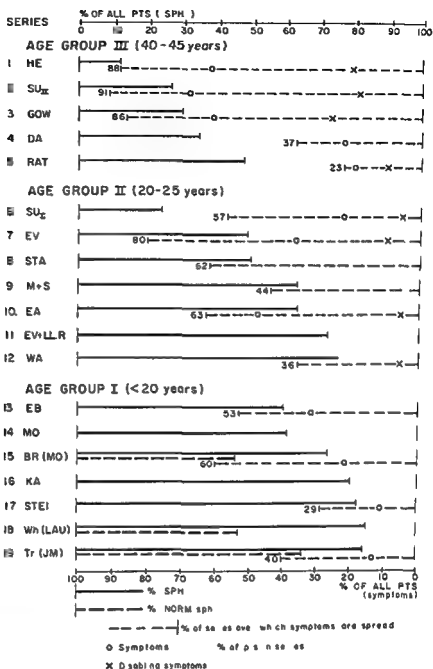 SERIES
% OF ALL PTS (SPH)
0 10 20 30 40 50 60 70 80 90 100
AGE GROUP III (40-45 years)
1 HE
88
SU III
91
3 GOW
86
4 DA
37
5 RAT
23
AGE GROUP II (20-25 years)
SU I
57
7 EV
80
8 STA
62
9 M+S
44
10. EA
63
11 EV+LL.R
12 WA
36
AGE GROUP I (<20 years)
13 EB
53
14 MO
15 BR (MO)
60
16 KA
17 STEI
29
18 Wh (LAU)
19 Tr (JM)
40
100 90 80 70 60 50 40 30 20 10 0
% OF ALL PTS
(symptoms)
% SPH
% NORM sph
% of which symptoms are spread
O Symptoms % of
X Disabling symptoms